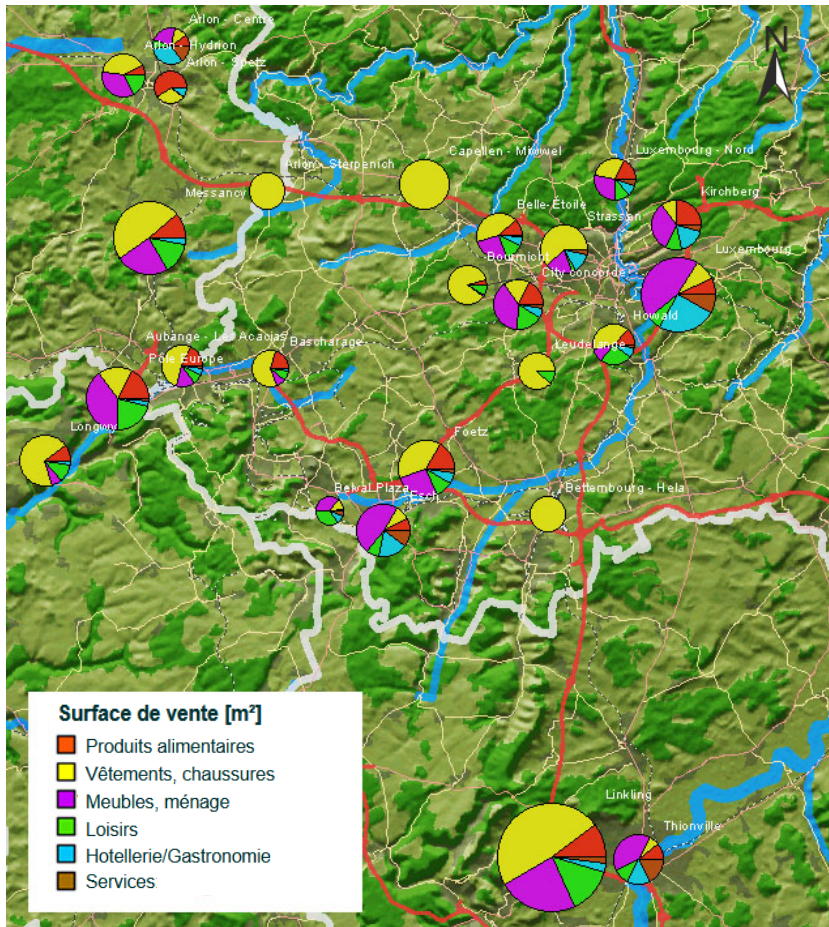 Arlon - Centre
N
Arlon - Hydrion
Arlon - Spetz
Capellen - Mirowel
Luxembourg - Nord
Arlon - Sterpenich
Messancy
Kirchberg
Belle-Étoile
Strassen
Luxembourg
Bourmicht
City concorde
Howald
Aubange - Les Acacias
Bascharage
Leudelange
Pôle Europe
Longwy
Foetz
Belval Plaza
Esch
Bettembourg - Hela
Surface de vente [m²]
Produits alimentaires
Vêtements, chaussures
Meubles, ménage
Loisirs
Hotellerie/Gastronomie
Services
Linkling
Thionville